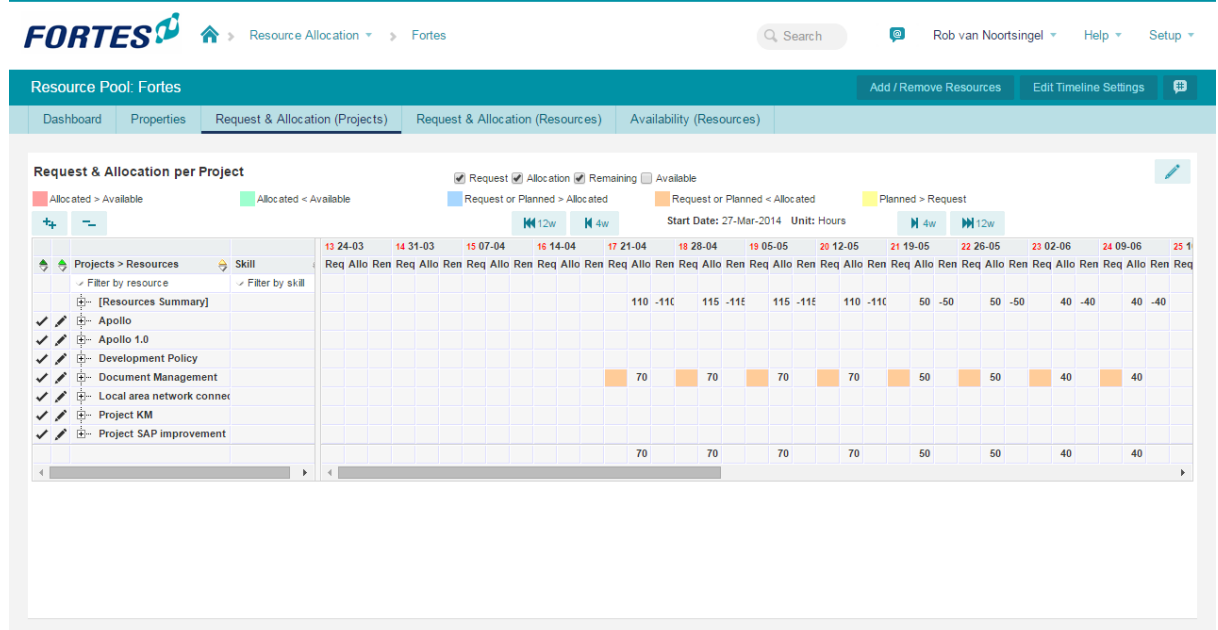 FORTES Resource Allocation Fortes Search Rob van Noortsingel Help Setup
Resource Pool: Fortes Add / Remove Resources Edit Timeline Settings
Dashboard Properties Request & Allocation (Projects) Request & Allocation (Resources) Availability (Resources)
Request & Allocation per Project
Request Allocation Remaining Available
Allocated > Available Allocated < Available Request or Planned > Allocated Request or Planned < Allocated Planned > Request
12w 4w Start Date: 27-Mar-2014 Unit: Hours 4w 12w
13 24-03 14 31-03 15 07-04 16 14-04 17 21-04 18 28-04 19 05-05 20 12-05 21 19-05 22 26-05 23 02-06 24 09-06 25 1
Projects > Resources Skill Req Allo Ren Req Allo Ren Req Allo Ren Req Allo Ren Req Allo Ren Req Allo Ren Req Allo Ren Req Allo Ren Req Allo Ren Req Allo Ren Req Allo Ren Req Allo Ren Req
Filter by resource Filter by skill
[Resources Summary] 110 -110 115 -115 115 -115 110 -110 50 -50 50 -50 40 -40 40 -40
Apollo
Apollo 1.0
Development Policy
Document Management 70 70 70 70 50 50 40 40
Local area network connec
Project KM
Project SAP improvement
70 70 70 70 50 50 40 40